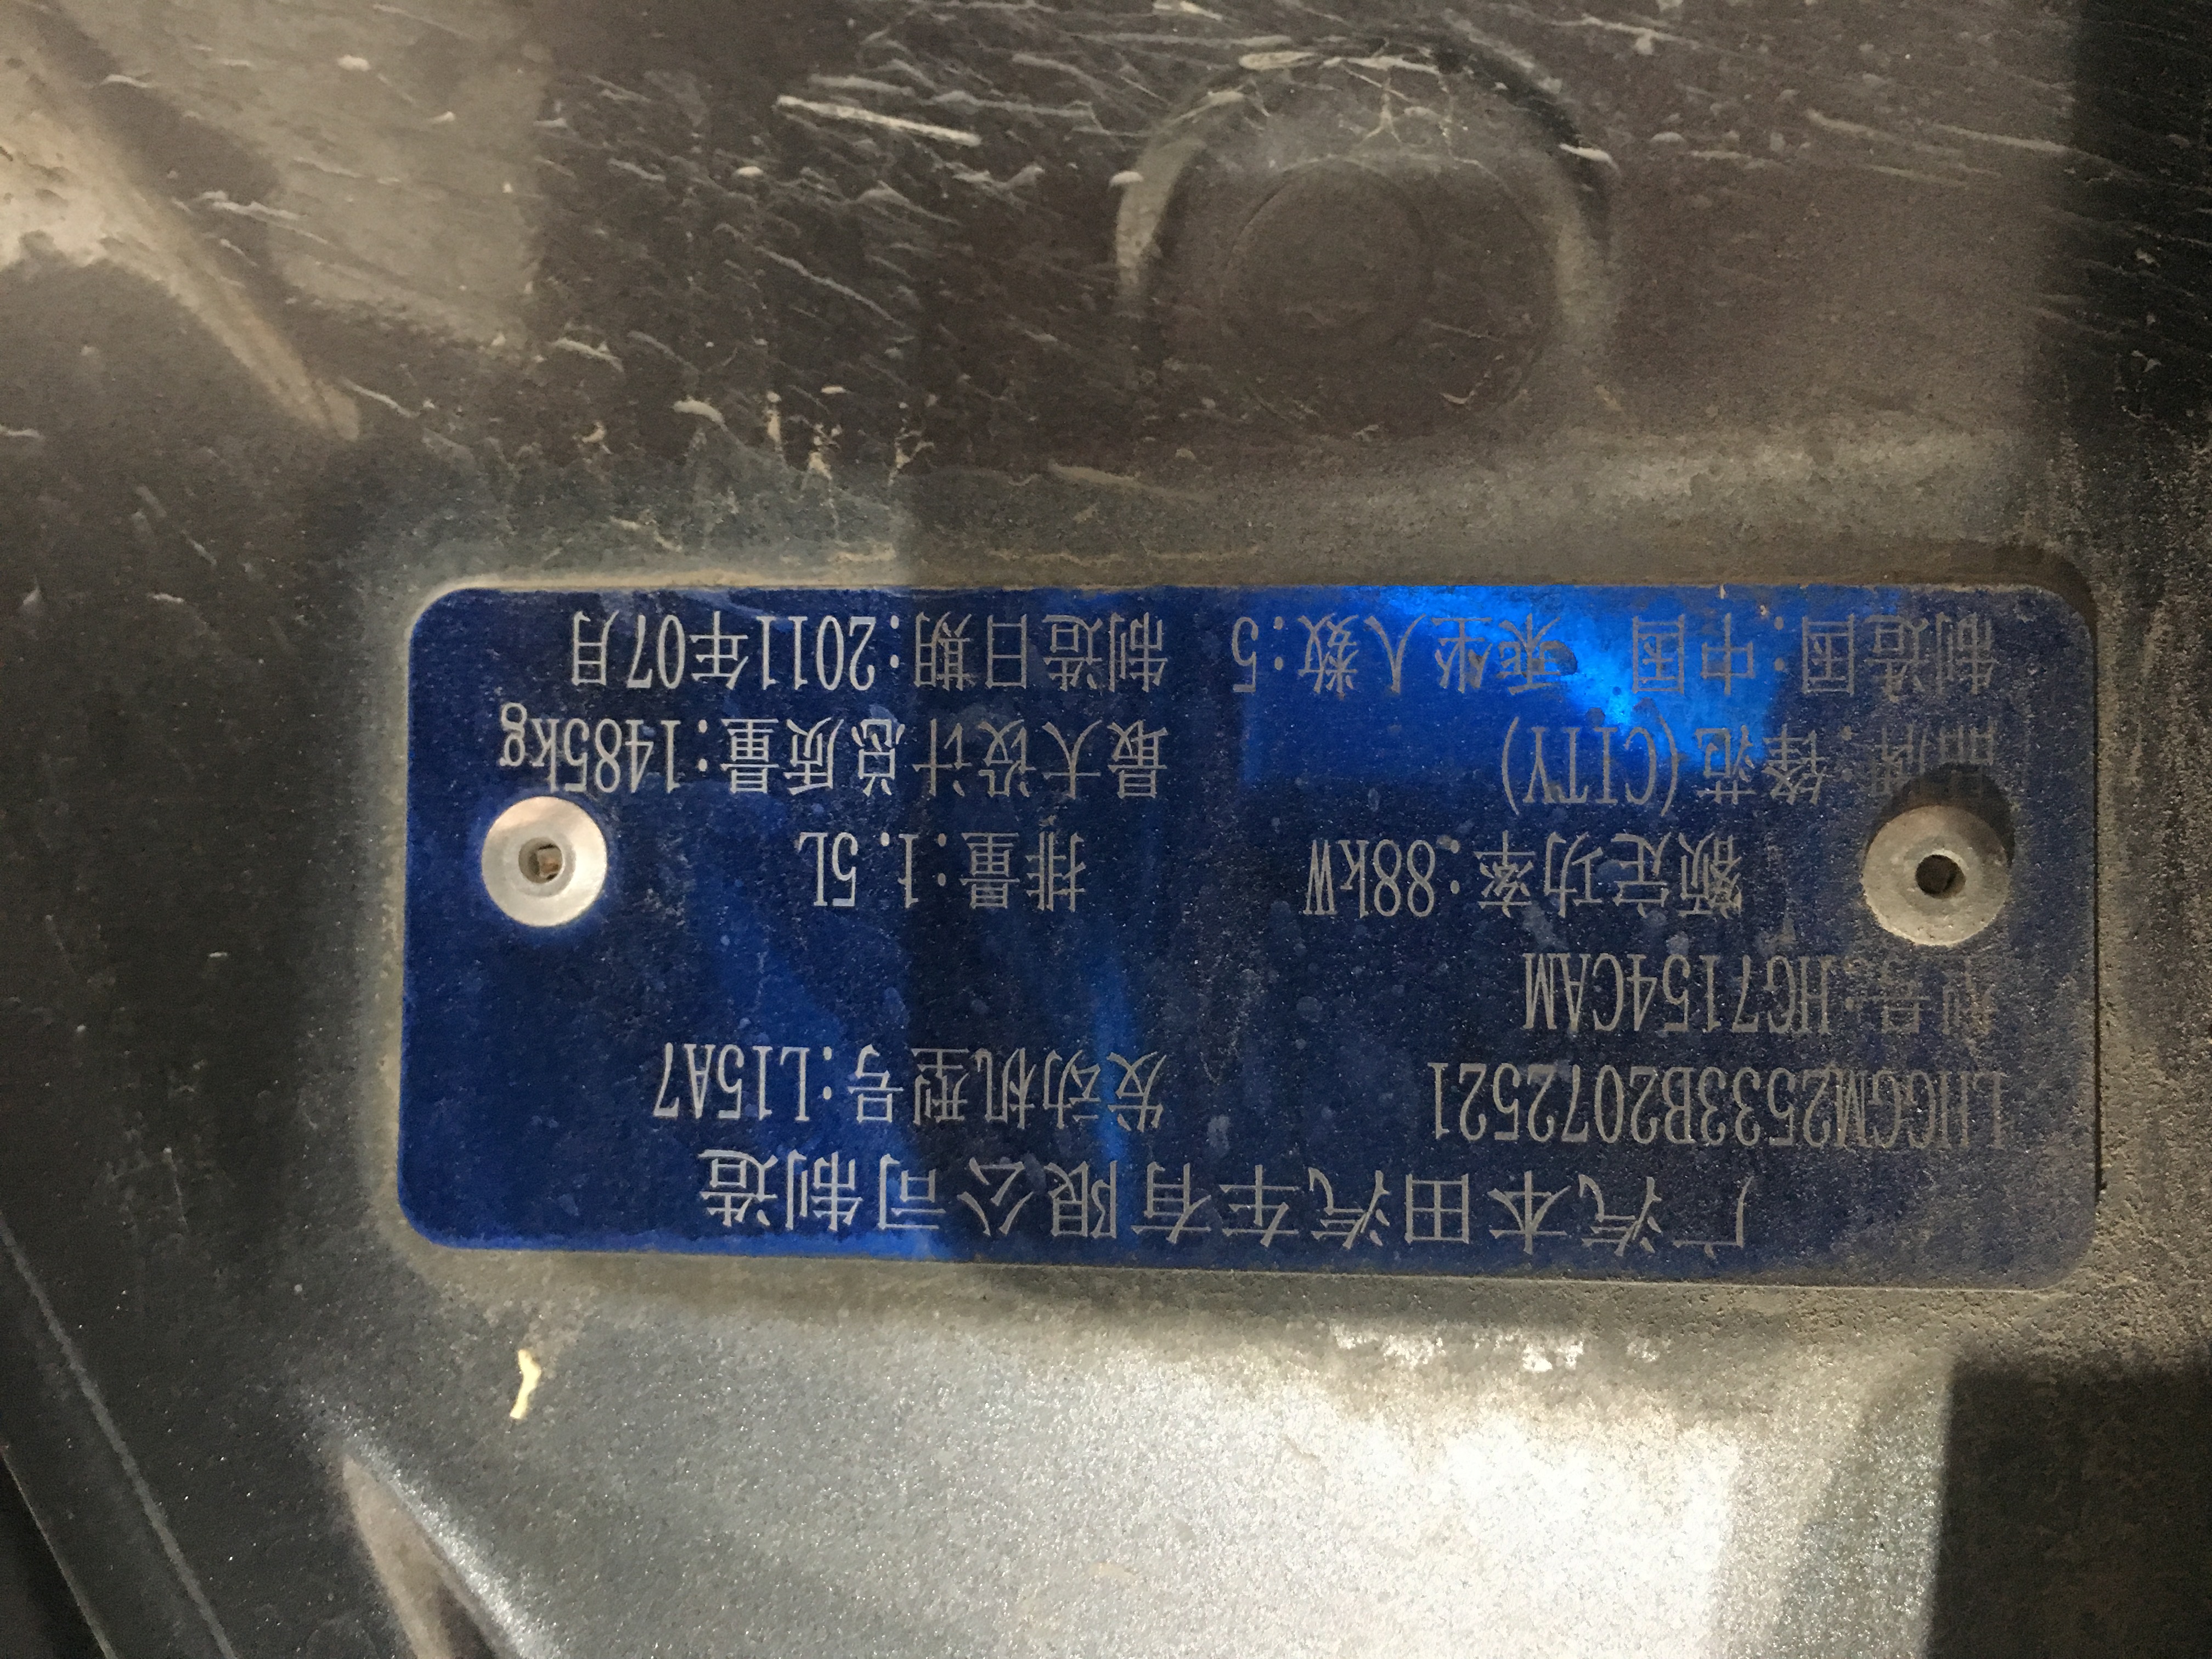 广汽本田汽车有限公司制造
LHGGM2533B2072521 发动机型号:L15A7
型号:HG7154CAM
额定功率:88kW 排量:1.5L
品牌:锋范(CITY) 最大设计总质量:1485kg
制造国:中国 乘坐人数:5 制造日期:2011年07月